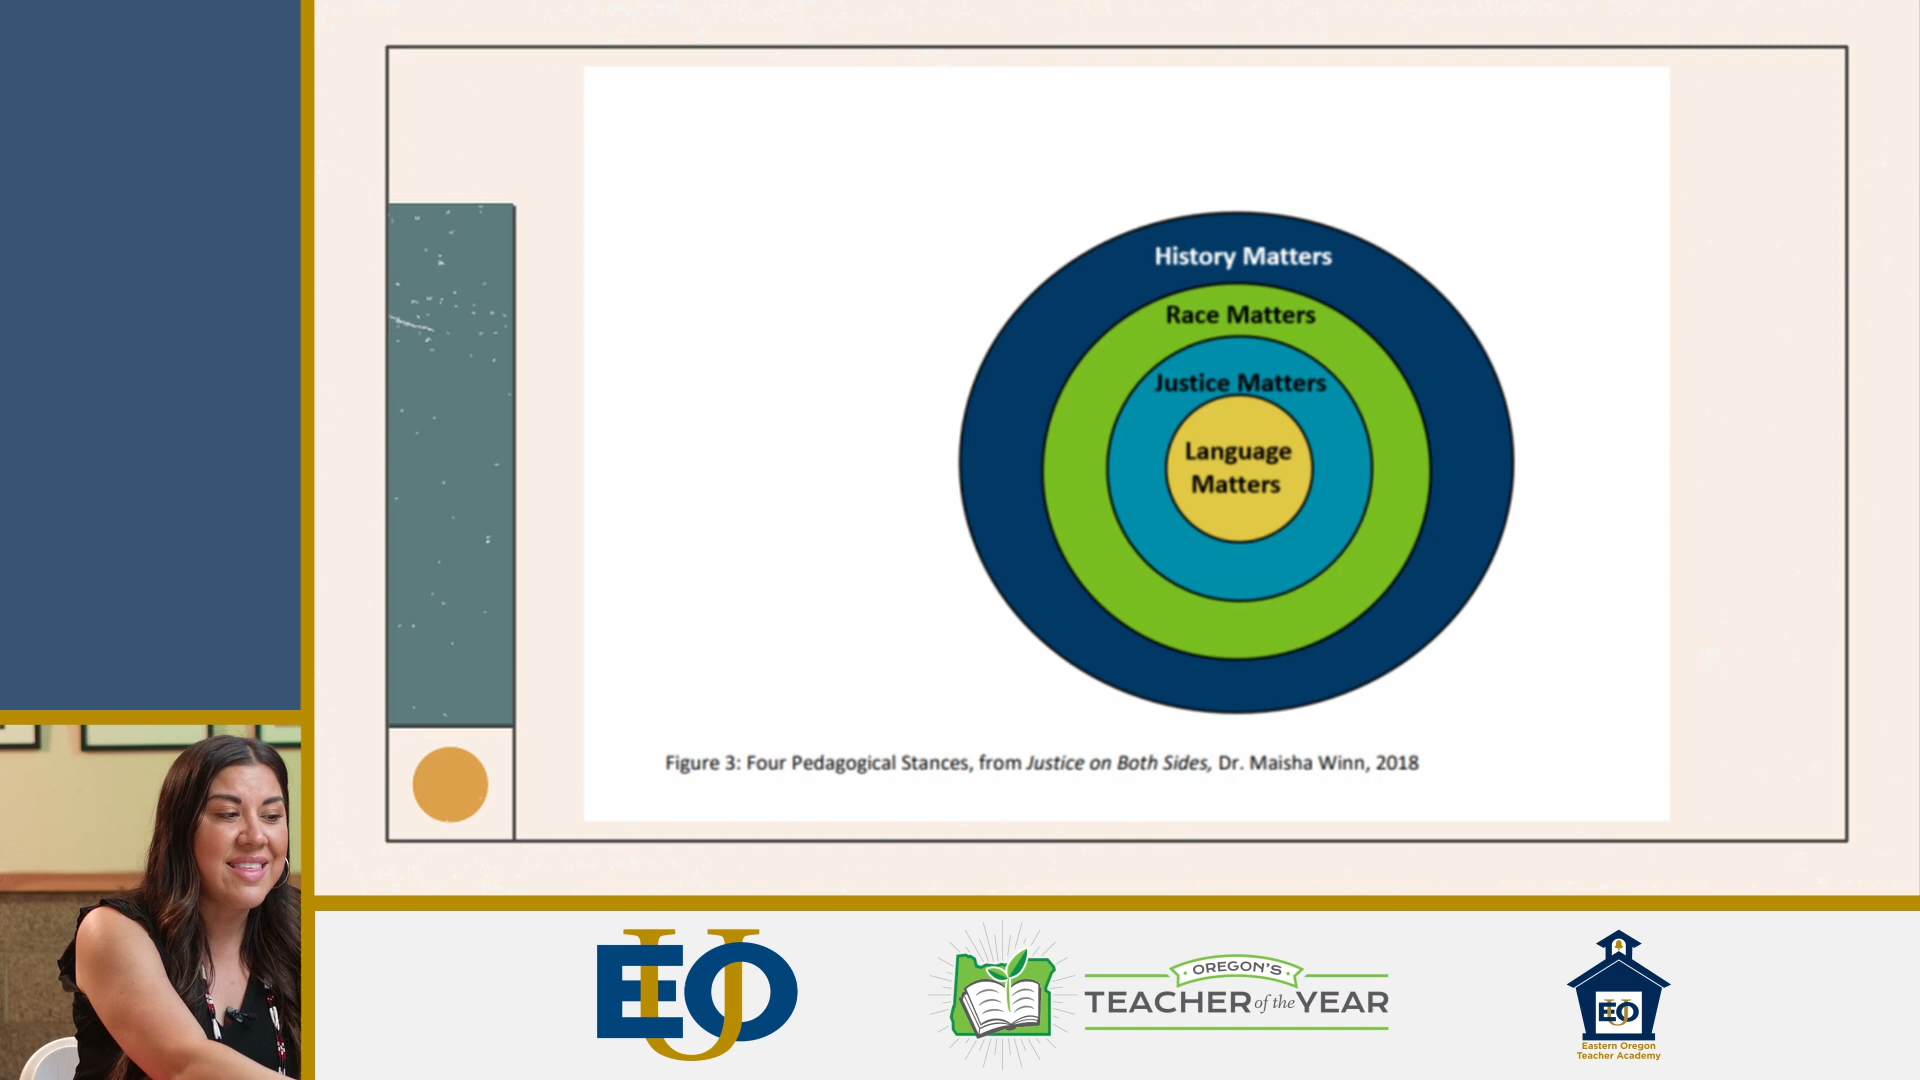 History Matters
Race Matters
Justice Matters
Language
Matters
Figure 3: Four Pedagogical Stances, from Justice on Both Sides, Dr. Maisha Winn, 2018
EOU
OREGON'S
TEACHER of the YEAR
EOU
Eastern Oregon
Teacher Academy